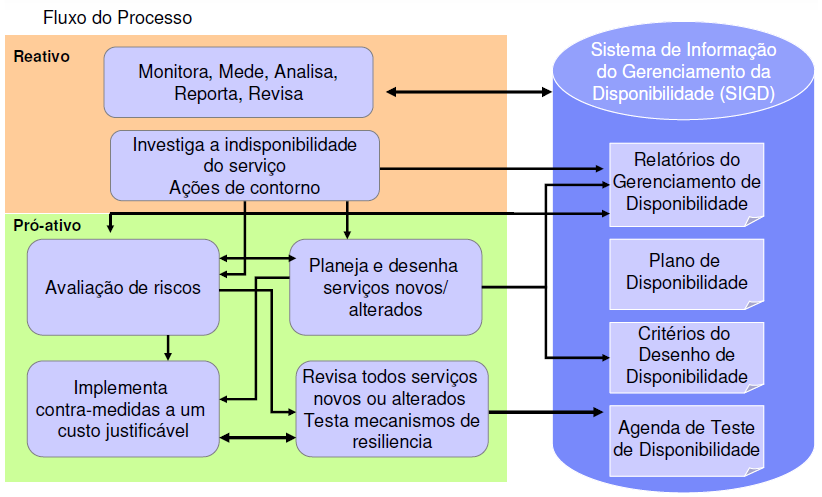 Fluxo do Processo
Reativo
Monitora, Mede, Analisa,
Reporta, Revisa
Investiga a indisponibilidade
do serviço
Ações de contorno
Pró-ativo
Avaliação de riscos
Planeja e desenha
serviços novos/
alterados
Implementa
contra-medidas a um
custo justificável
Revisa todos serviços
novos ou alterados
Testa mecanismos de
resiliencia
Sistema de Informação
do Gerenciamento da
Disponibilidade (SIGD)
Relatórios do
Gerenciamento de
Disponibilidade
Plano de
Disponibilidade
Critérios do
Desenho de
Disponibilidade
Agenda de Teste
de Disponibilidade